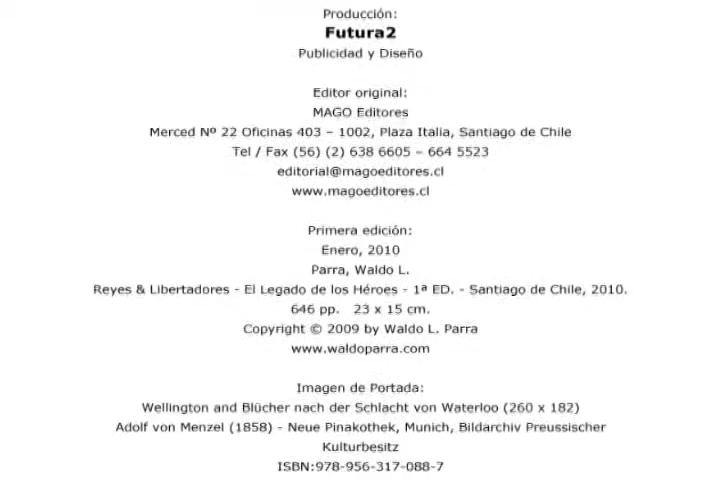 Producción:
Futura2
Publicidad y Diseño
Editor original:
MAGO Editores
Merced Nº 22 Oficinas 403 – 1002, Plaza Italia, Santiago de Chile
Tel / Fax (56) (2) 638 6605 – 664 5523
editorial@magoeditores.cl
www.magoeditores.cl
Primera edición:
Enero, 2010
Parra, Waldo L.
Reyes & Libertadores - El Legado de los Héroes - 1ª ED. - Santiago de Chile, 2010.
646 pp.   23 x 15 cm.
Copyright © 2009 by Waldo L. Parra
www.waldoparra.com
Imagen de Portada:
Wellington and Blücher nach der Schlacht von Waterloo (260 x 182)
Adolf von Menzel (1858) - Neue Pinakothek, Munich, Bildarchiv Preussischer
Kulturbesitz
ISBN:978-956-317-088-7